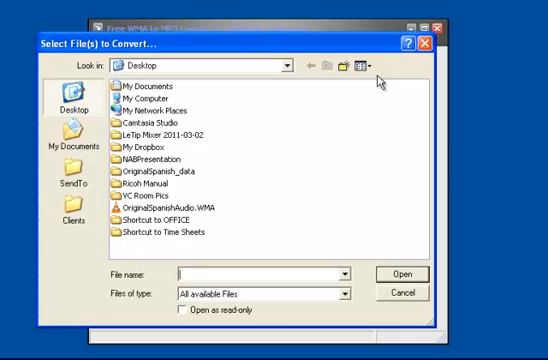 Free WMA to MP3 Con
Select File(s) to Convert...
Look in: Desktop
Desktop
My Documents
SendTo
Clients
My Documents
My Computer
My Network Places
Camtasia Studio
LeTip Mixer 2011-03-02
My Dropbox
NABPresentation
OriginalSpanish_data
Ricoh Manual
VC Room Pics
OriginalSpanishAudio.WMA
Shortcut to OFFICE
Shortcut to Time Sheets
File name:
Open
Files of type: All available Files
Cancel
Open as read-only